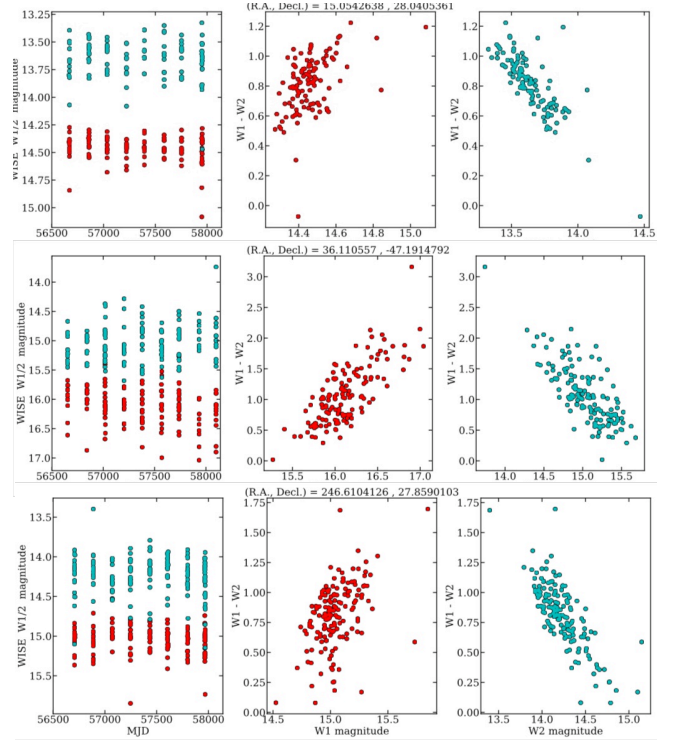 (R.A., Decl.) = 15.0542638 , 28.0405361
13.25
13.50
13.75
14.00
14.25
14.50
14.75
15.00
WISE W1/2 magnitude
56500 57000 57500 58000
1.2
1.0
0.8
0.6
0.4
0.2
0.0
W1 - W2
14.4 14.6 14.8 15.0
1.2
1.0
0.8
0.6
0.4
0.2
0.0
W1 - W2
13.5 14.0 14.5
(R.A., Decl.) = 36.110557 , -47.1914792
14.0
14.5
15.0
15.5
16.0
16.5
17.0
WISE W1/2 magnitude
56500 57000 57500 58000
3.0
2.5
2.0
1.5
1.0
0.5
0.0
W1 - W2
15.5 16.0 16.5 17.0
3.0
2.5
2.0
1.5
1.0
0.5
0.0
W1 - W2
14.0 14.5 15.0 15.5
(R.A., Decl.) = 246.6104126 , 27.8590103
13.5
14.0
14.5
15.0
15.5
WISE W1/2 magnitude
56500 57000 57500 58000
MJD
1.75
1.50
1.25
1.00
0.75
0.50
0.25
0.00
W1 - W2
14.5 15.0 15.5
W1 magnitude
1.75
1.50
1.25
1.00
0.75
0.50
0.25
0.00
W1 - W2
13.5 14.0 14.5 15.0
W2 magnitude